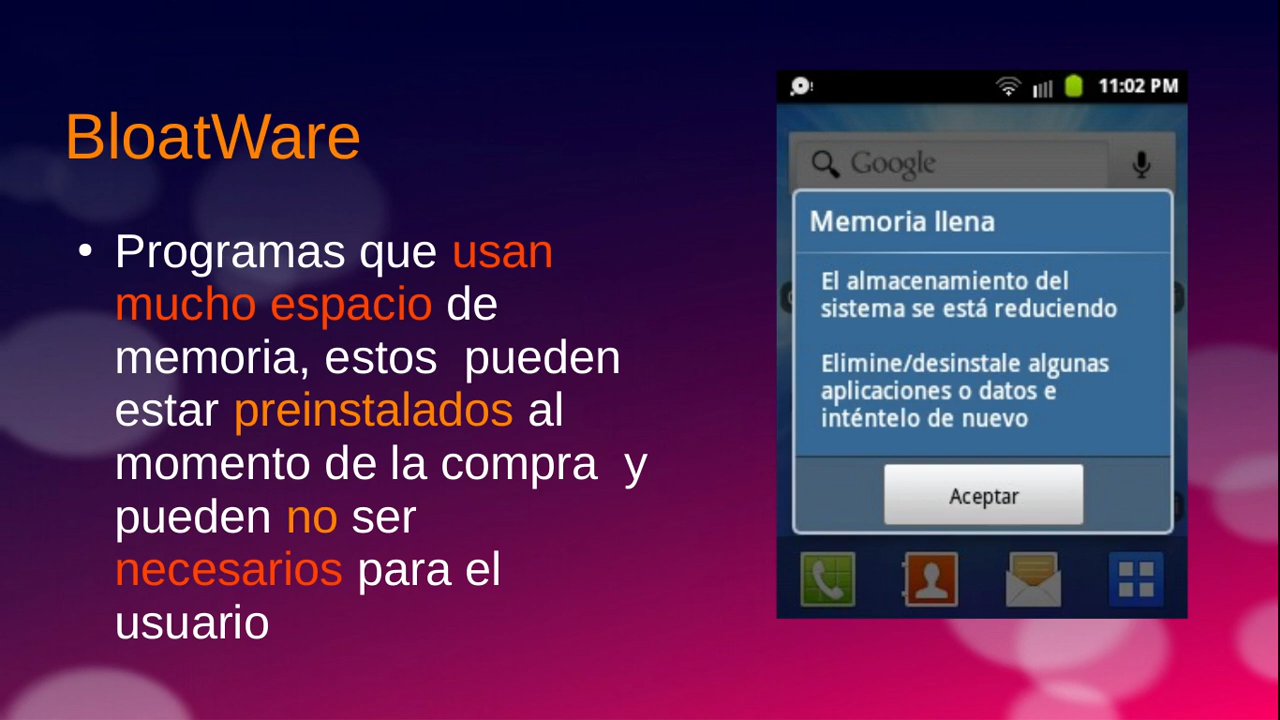 BloatWare
• Programas que usan
mucho espacio de
memoria, estos  pueden
estar preinstalados al
momento de la compra  y
pueden no ser
necesarios para el
usuario
11:02 PM
Google
Memoria llena
El almacenamiento del
sistema se está reduciendo
Elimine/desinstale algunas
aplicaciones o datos e
inténtelo de nuevo
Aceptar